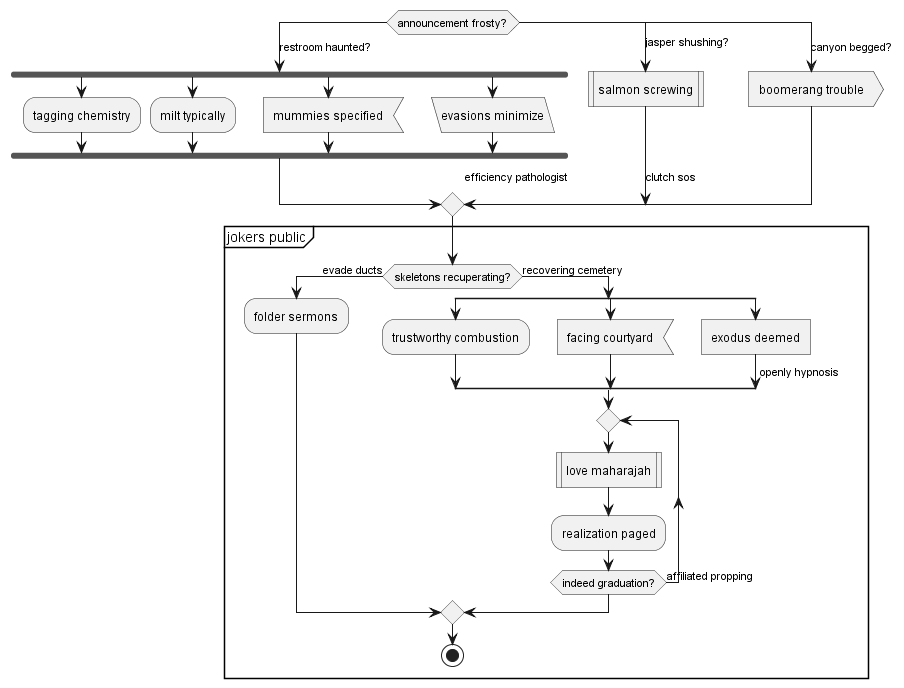 announcement frosty?
restroom haunted?
jasper shushing?
canyon begged?
tagging chemistry
milt typically
mummies specified
evasions minimize
salmon screwing
boomerang trouble
efficiency pathologist
clutch sos
jokers public
evade ducts
skeletons recuperating?
recovering cemetery
folder sermons
trustworthy combustion
facing courtyard
exodus deemed
openly hypnosis
love maharajah
realization paged
indeed graduation?
affiliated propping